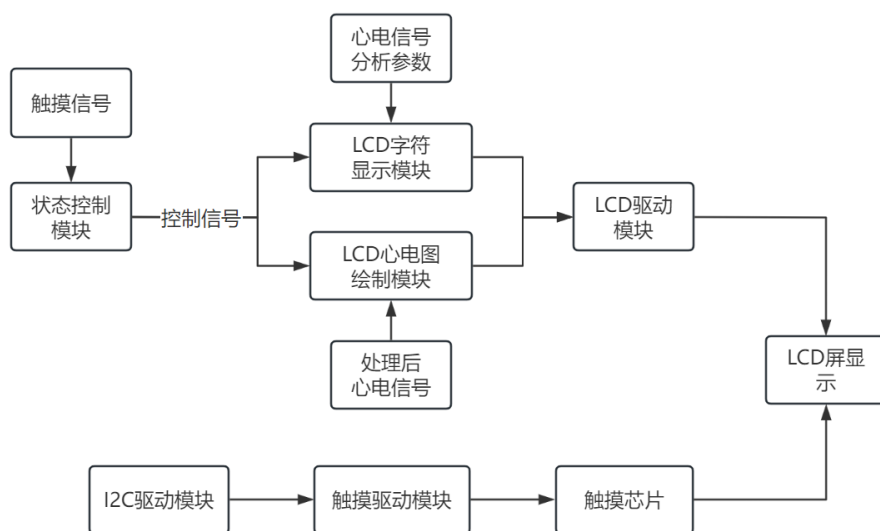 心电信号
分析参数
触摸信号
LCD字符
显示模块
状态控制
模块
控制信号
LCD驱动
模块
LCD心电图
绘制模块
处理后
心电信号
LCD屏显
示
I2C驱动模块
触摸驱动模块
触摸芯片